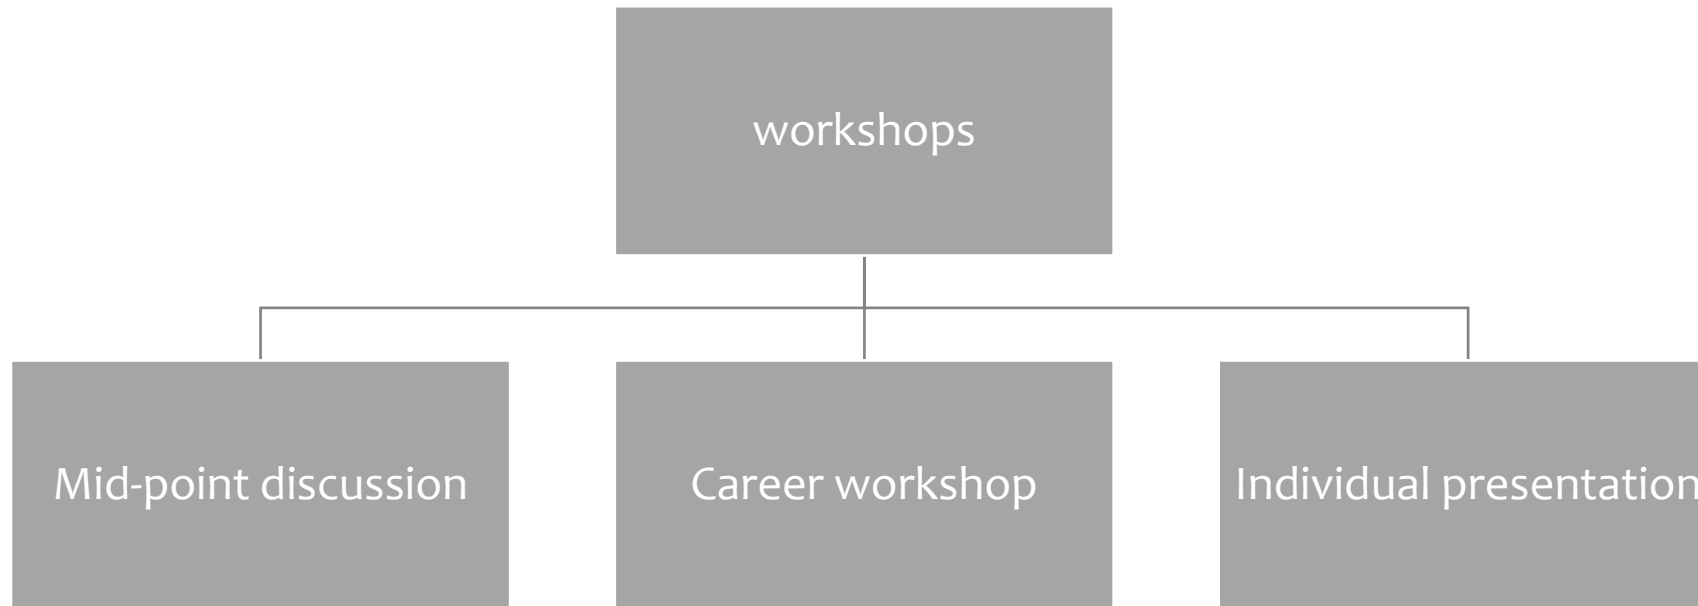 workshops
Mid-point discussion
Career workshop
Individual presentation